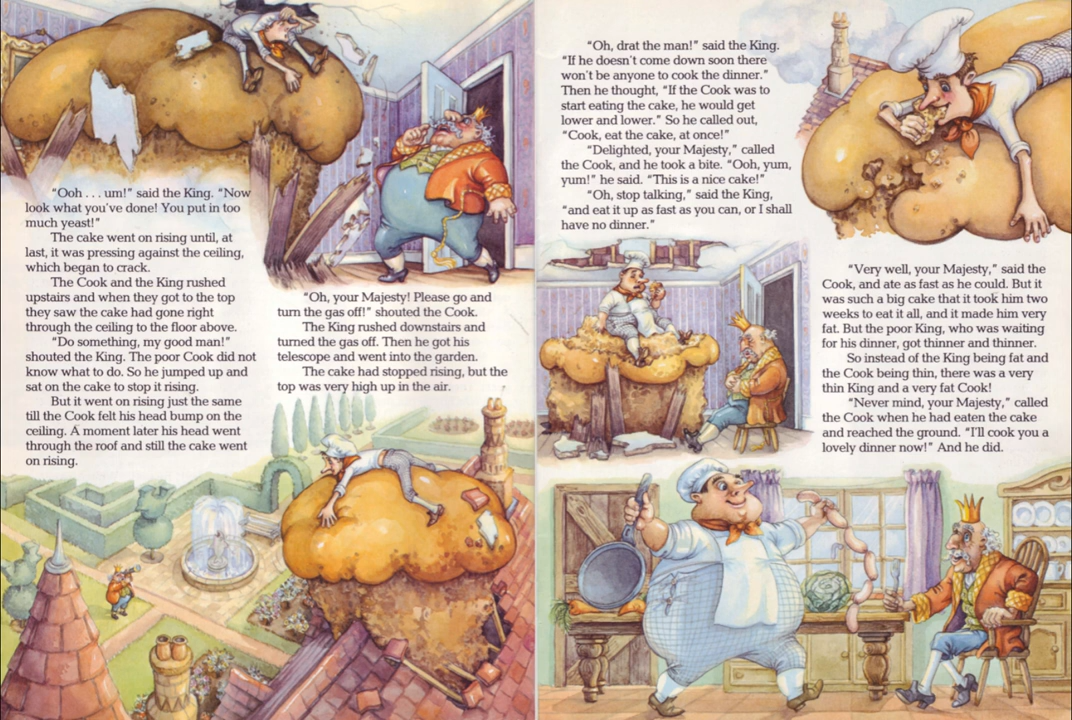 "Ooh . . . um!" said the King. "Now
look what you've done! You put in too
much yeast!"
The cake went on rising until, at
last, it was pressing against the ceiling,
which began to crack.
The Cook and the King rushed
upstairs and when they got to the top
they saw the cake had gone right
through the ceiling to the floor above.
"Do something, my good man!"
shouted the King. The poor Cook did not
know what to do. So he jumped up and
sat on the cake to stop it rising.
But it went on rising just the same
till the Cook felt his head bump on the
ceiling. A moment later his head went
through the roof and still the cake went
on rising.
"Oh, your Majesty! Please go and
turn the gas off!" shouted the Cook.
The King rushed downstairs and
turned the gas off. Then he got his
telescope and went into the garden.
The cake had stopped rising, but the
top was very high up in the air.
"Oh, drat the man!" said the King.
"If he doesn't come down soon there
won't be anyone to cook the dinner."
Then he thought, "If the Cook was to
start eating the cake, he would get
lower and lower." So he called out,
"Cook, eat the cake, at once!"
"Delighted, your Majesty," called
the Cook, and he took a bite. "Ooh, yum,
yum!" he said. "This is a nice cake!"
"Oh, stop talking," said the King,
"and eat it up as fast as you can, or I shall
have no dinner."
"Very well, your Majesty," said the
Cook, and ate as fast as he could. But it
was such a big cake that it took him two
weeks to eat it all, and it made him very
fat. But the poor King, who was waiting
for his dinner, got thinner and thinner.
So instead of the King being fat and
the Cook being thin, there was a very
thin King and a very fat Cook!
"Never mind, your Majesty," called
the Cook when he had eaten the cake
and reached the ground. "I'll cook you a
lovely dinner now!" And he did.